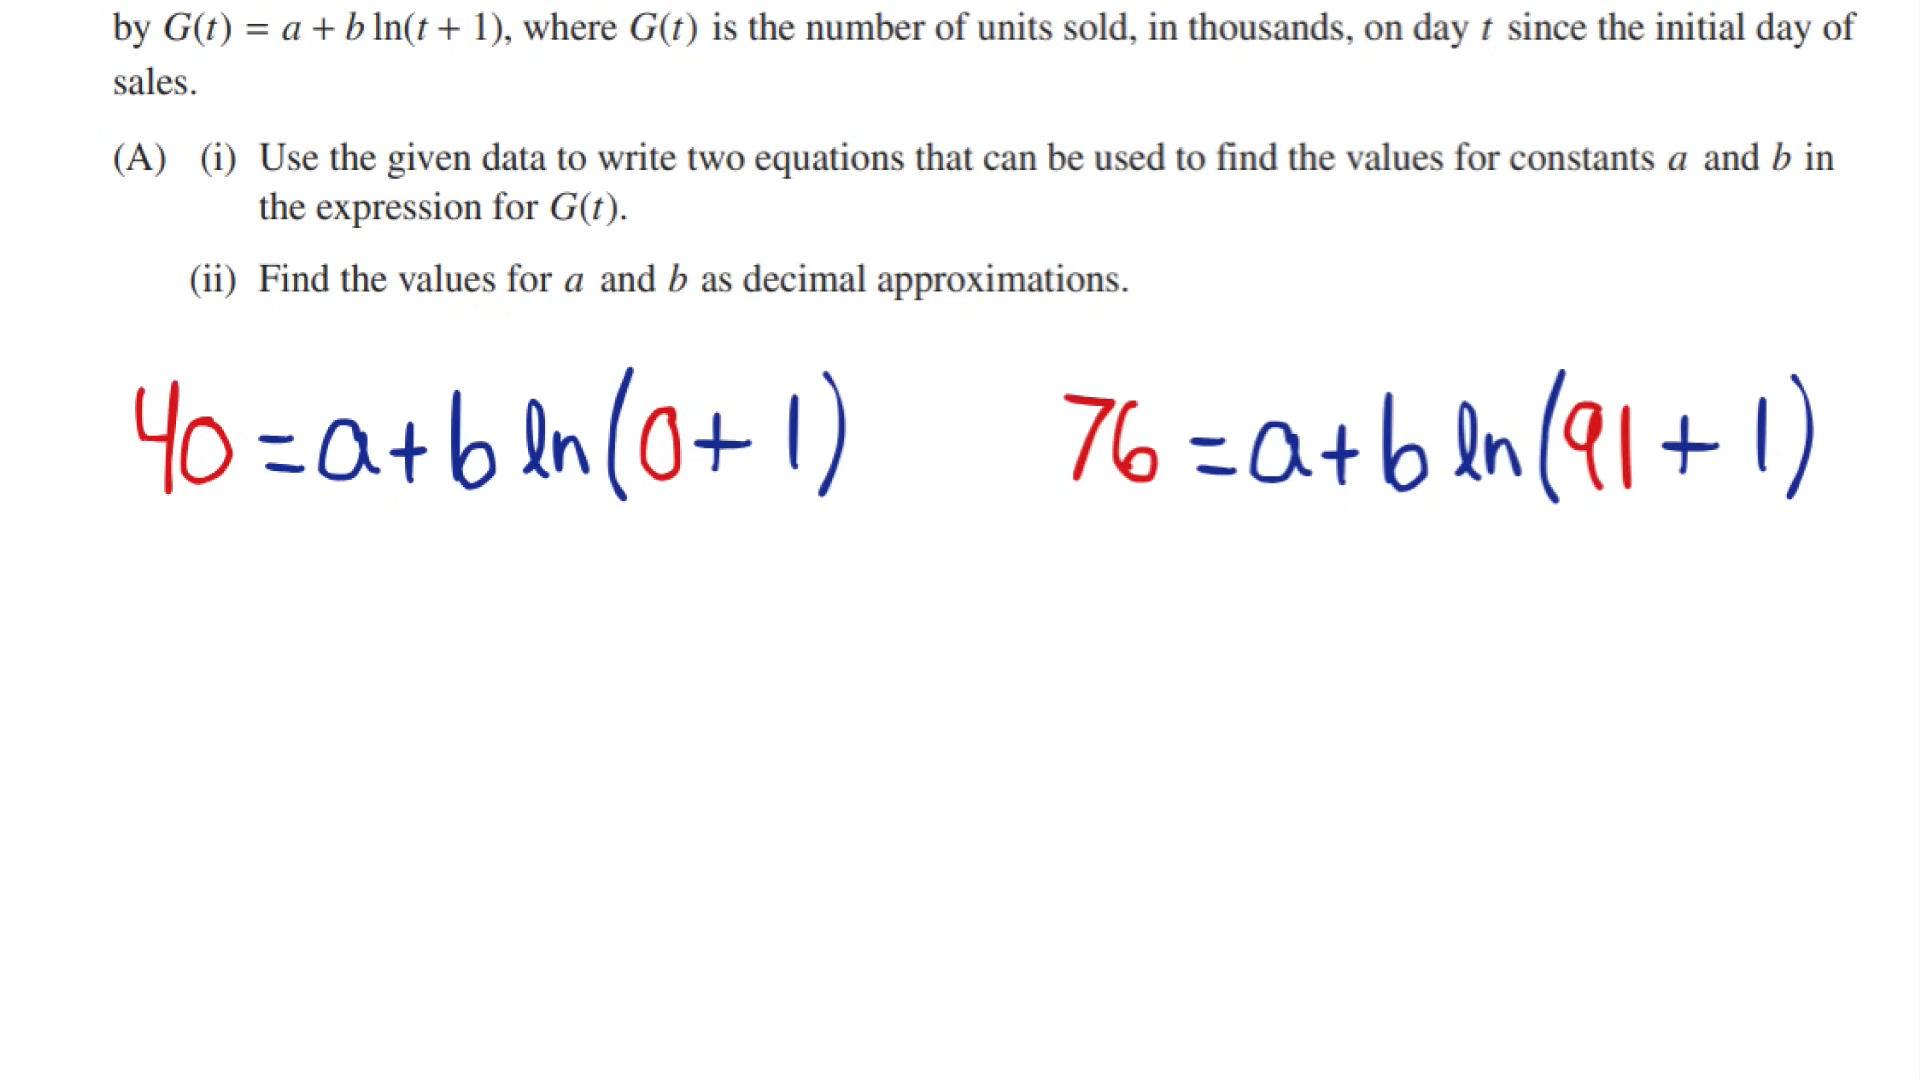 by G(t) = a + b ln(t + 1), where G(t) is the number of units sold, in thousands, on day t since the initial day of
sales.
(A) (i) Use the given data to write two equations that can be used to find the values for constants a and b in
the expression for G(t).
(ii) Find the values for a and b as decimal approximations.
40 = a + b ln(0 + 1) 76 = a + b ln(91 + 1)